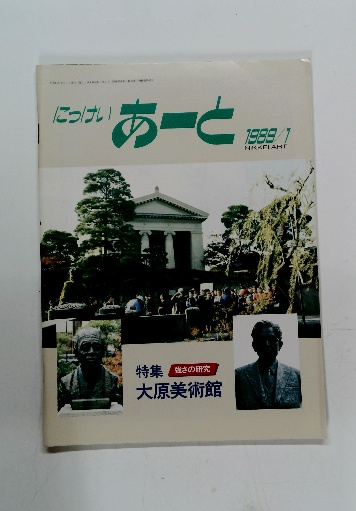 にっけい
あーと
1989/1
NIKKEI ART
特集
強さの研究
大原美術館